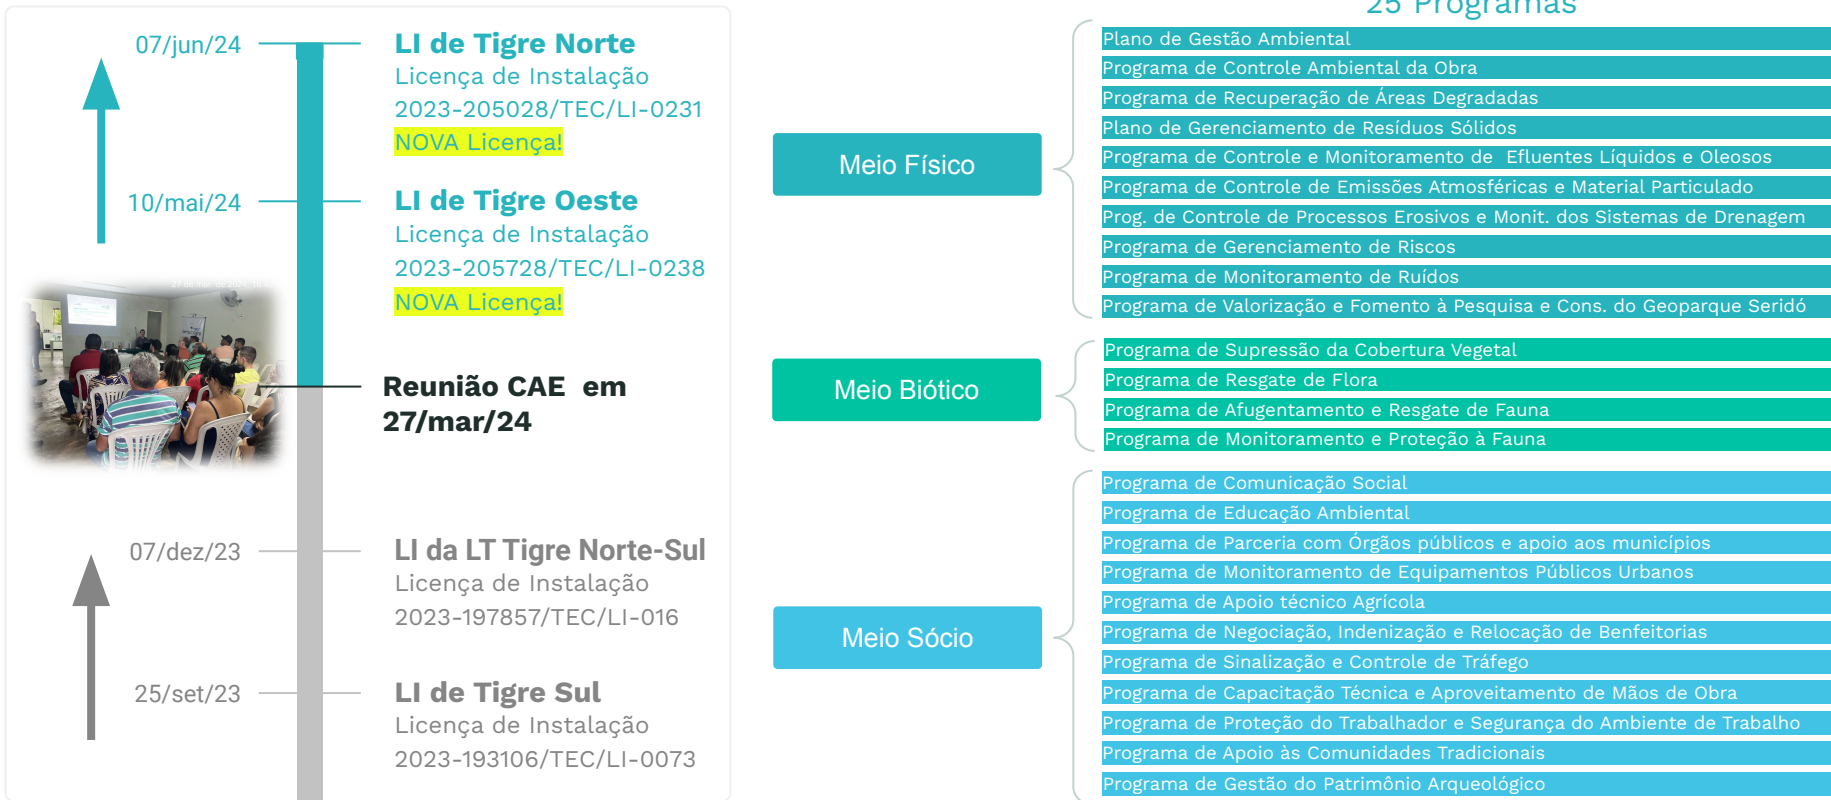 07/jun/24
LI de Tigre Norte
Licença de Instalação
2023-205028/TEC/LI-0231
NOVA Licença!
10/mai/24
LI de Tigre Oeste
Licença de Instalação
2023-205728/TEC/LI-0238
NOVA Licença!
Reunião CAE em
27/mar/24
07/dez/23
LI da LT Tigre Norte-Sul
Licença de Instalação
2023-197857/TEC/LI-016
25/set/23
LI de Tigre Sul
Licença de Instalação
2023-193106/TEC/LI-0073
25 Programas
Meio Físico
Plano de Gestão Ambiental
Programa de Controle Ambiental da Obra
Programa de Recuperação de Áreas Degradadas
Plano de Gerenciamento de Resíduos Sólidos
Programa de Controle e Monitoramento de Efluentes Líquidos e Oleosos
Programa de Controle de Emissões Atmosféricas e Material Particulado
Prog. de Controle de Processos Erosivos e Monit. dos Sistemas de Drenagem
Programa de Gerenciamento de Riscos
Programa de Monitoramento de Ruídos
Programa de Valorização e Fomento à Pesquisa e Cons. do Geoparque Seridó
Meio Biótico
Programa de Supressão da Cobertura Vegetal
Programa de Resgate de Flora
Programa de Afugentamento e Resgate de Fauna
Programa de Monitoramento e Proteção à Fauna
Meio Sócio
Programa de Comunicação Social
Programa de Educação Ambiental
Programa de Parceria com Órgãos públicos e apoio aos municípios
Programa de Monitoramento de Equipamentos Públicos Urbanos
Programa de Apoio técnico Agrícola
Programa de Negociação, Indenização e Relocação de Benfeitorias
Programa de Sinalização e Controle de Tráfego
Programa de Capacitação Técnica e Aproveitamento de Mãos de Obra
Programa de Proteção do Trabalhador e Segurança do Ambiente de Trabalho
Programa de Apoio às Comunidades Tradicionais
Programa de Gestão do Patrimônio Arqueológico